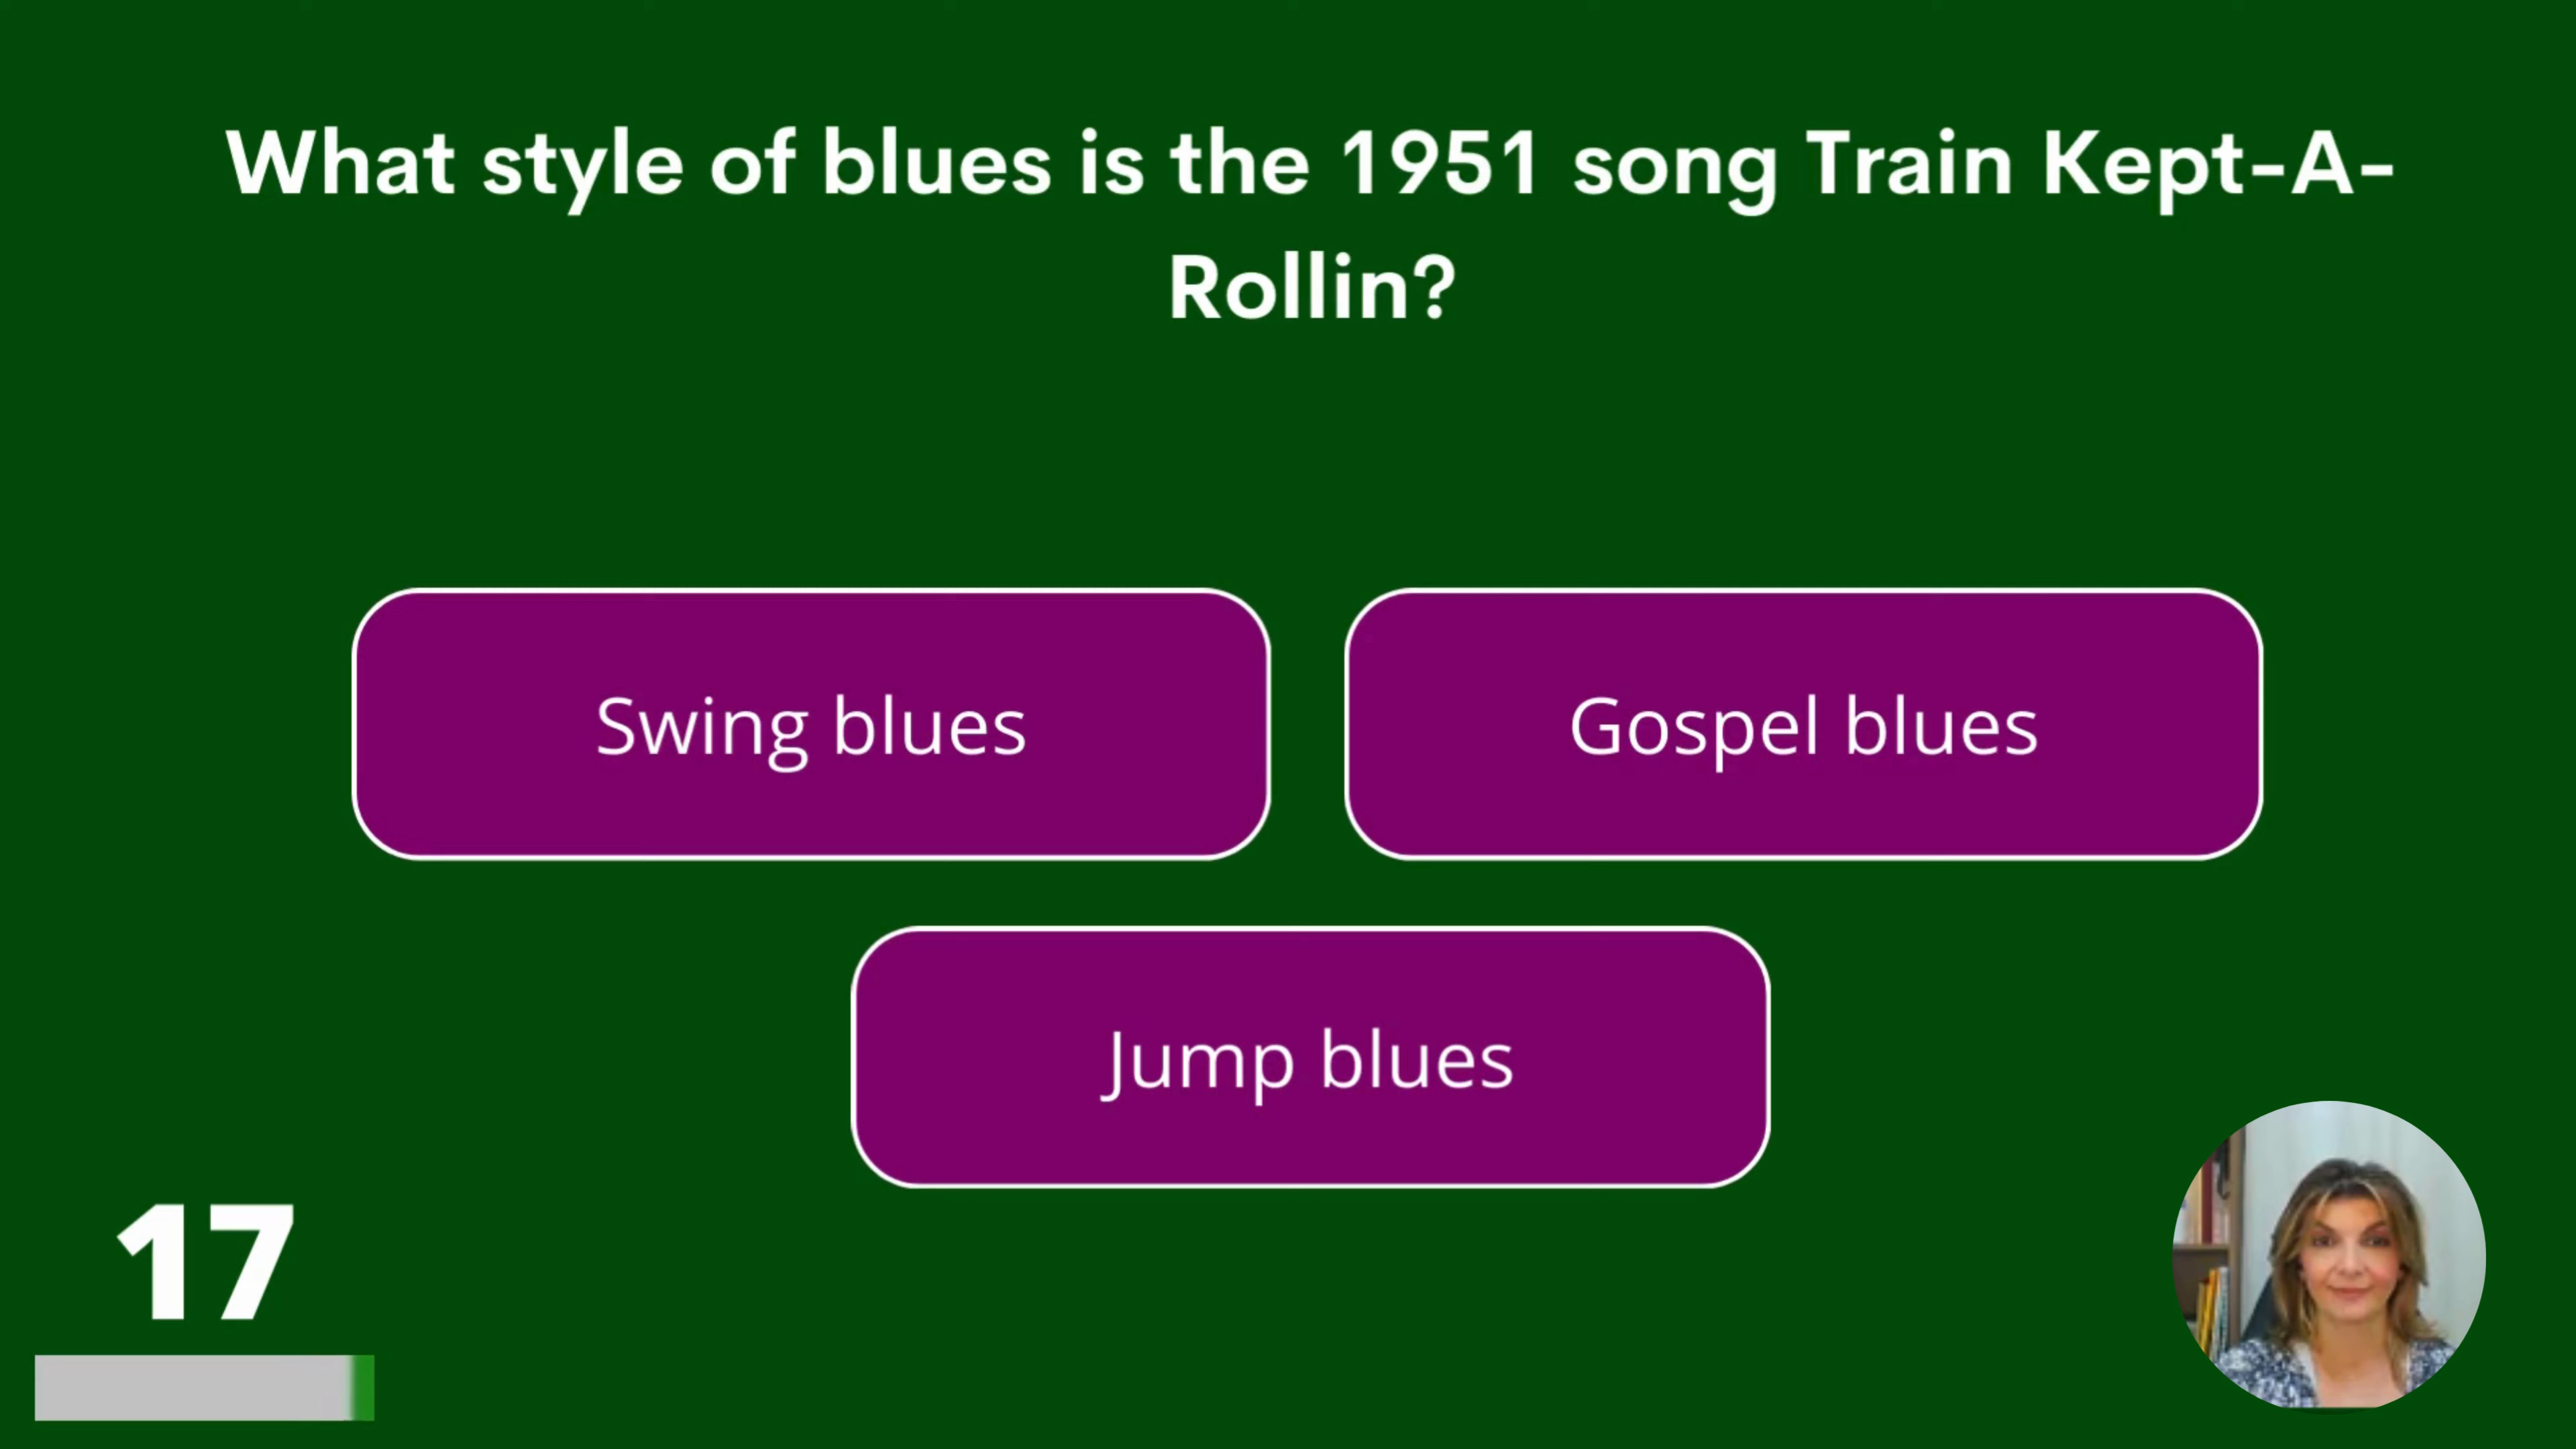 What style of blues is the 1951 song Train Kept-A-
Rollin?
Swing blues
Gospel blues
Jump blues
17